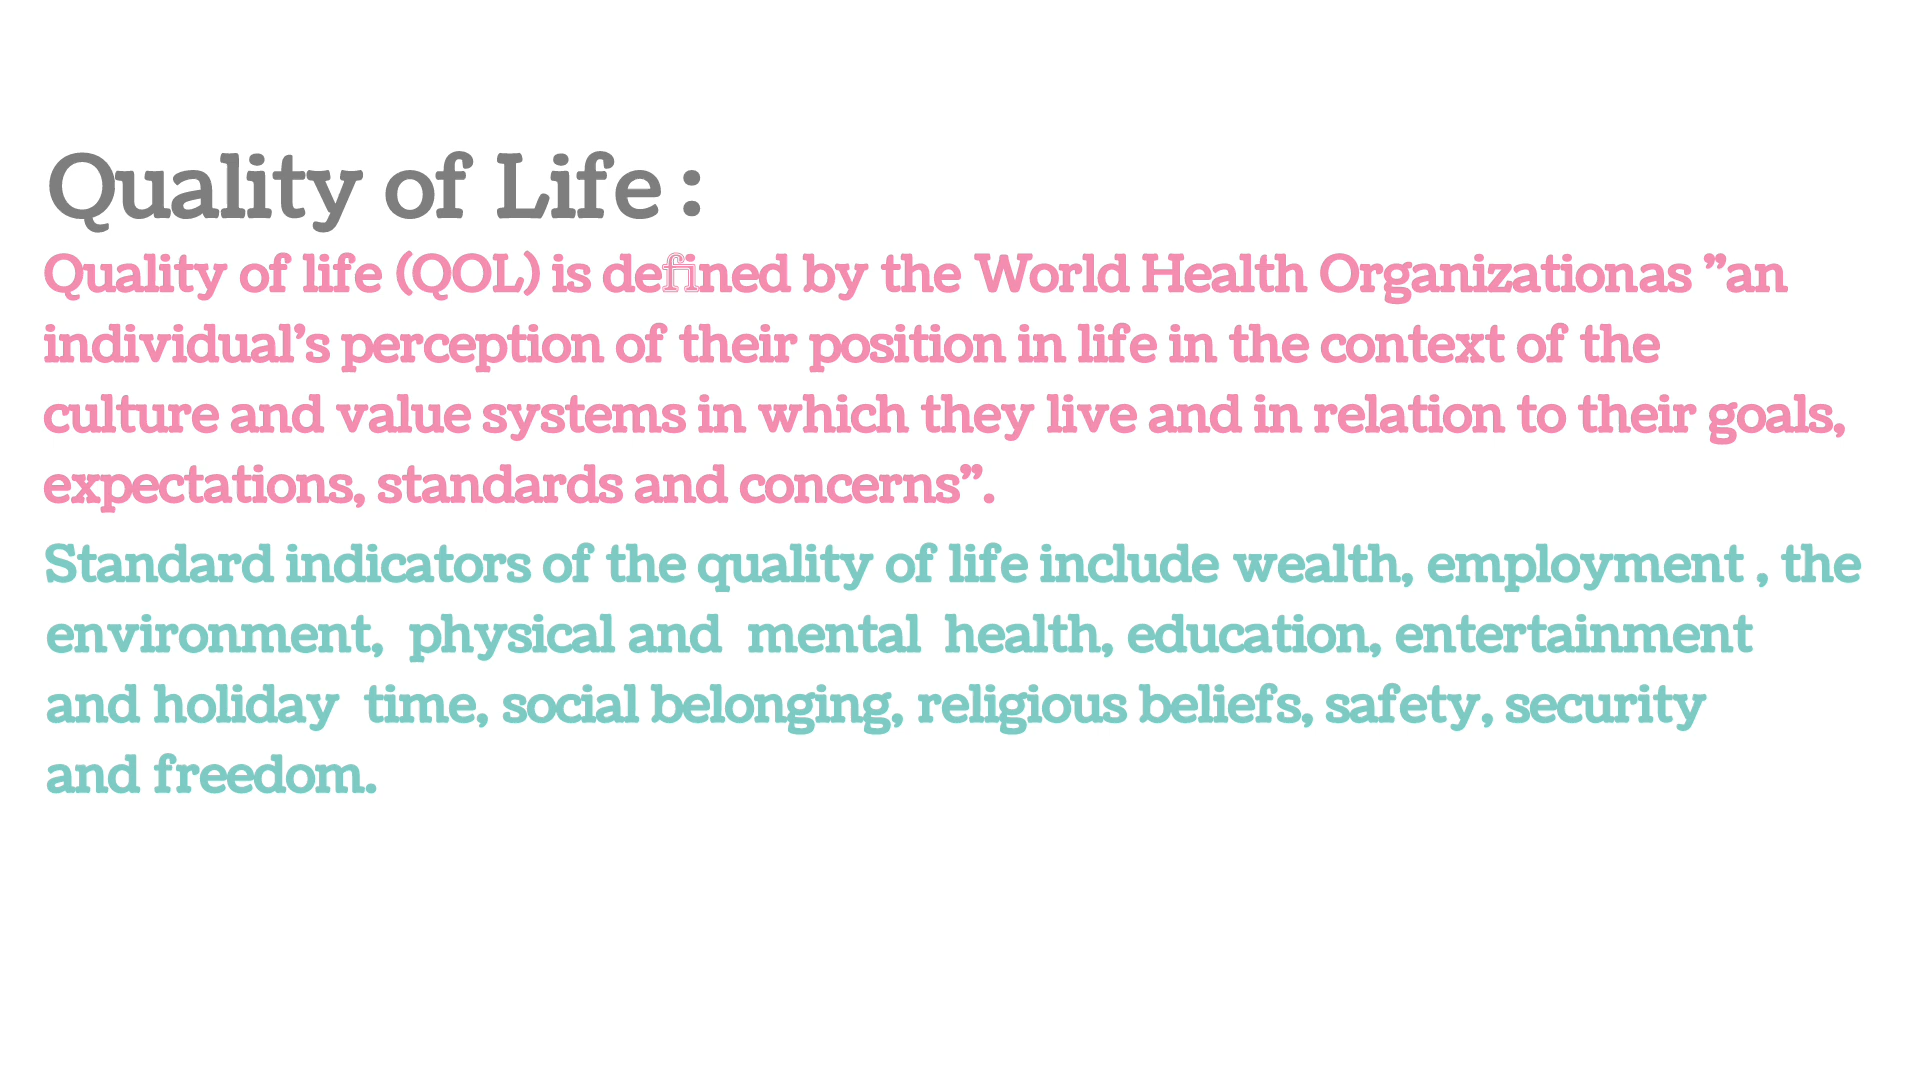 Quality of Life :
Quality of life (QOL) is defined by the World Health Organizationas ”an
individual’s perception of their position in life in the context of the
culture and value systems in which they live and in relation to their goals,
expectations, standards and concerns”.
Standard indicators of the quality of life include wealth, employment , the
environment,  physical and  mental  health, education, entertainment
and holiday  time, social belonging, religious beliefs, safety, security
and freedom.